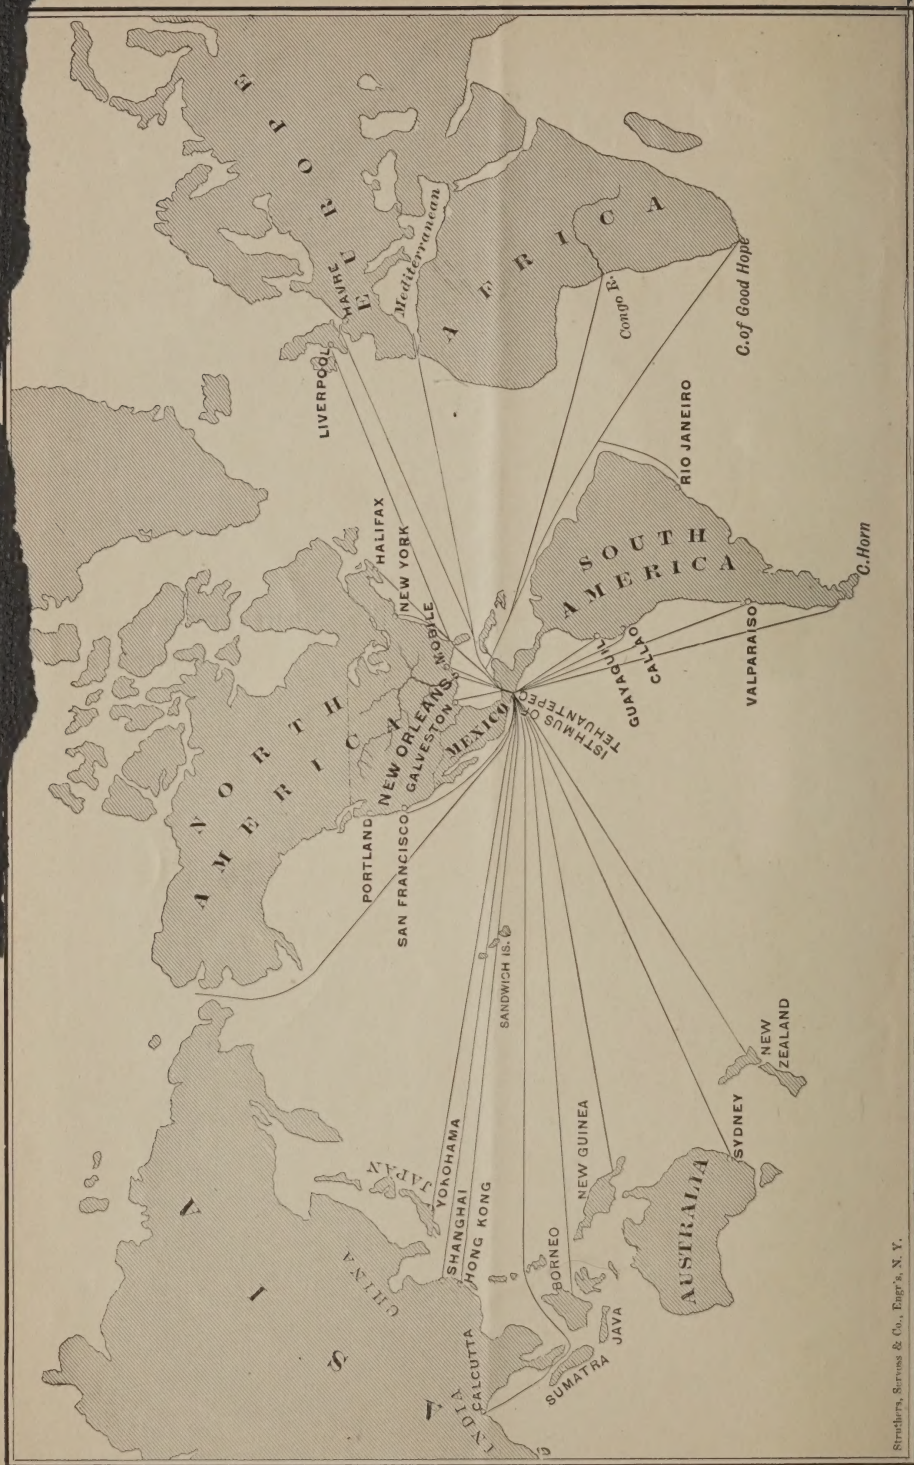 ASIA
CHINA
JAPAN
INDIA
CALCUTTA
YOKOHAMA
SHANGHAI
HONG KONG
BORNEO
SUMATRA
JAVA
NEW GUINEA
AUSTRALIA
SYDNEY
NEW
ZEALAND
SANDWICH IS.
NORTH
AMERICA
PORTLAND
SAN FRANCISCO
NEW ORLEANS
GALVESTON
MOBILE
MEXICO
ISTHMUS OF
TEHUANTEPEC
HALIFAX
NEW YORK
GUAYAQUIL
CALLAO
VALPARAISO
SOUTH
AMERICA
RIO JANEIRO
C. Horn
LIVERPOOL
HAVRE
EUROPE
Mediterranean
AFRICA
Congo R.
C. of Good Hope
Struthers, Servoss & Co., Engr's, N. Y.